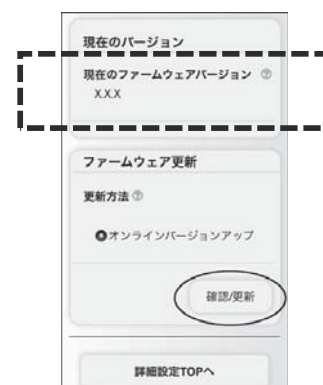 現在のバージョン
現在のファームウェアバージョン ?
X.X.X
ファームウェア更新
更新方法 ?
オンラインバージョンアップ
確認/更新
詳細設定TOPへ